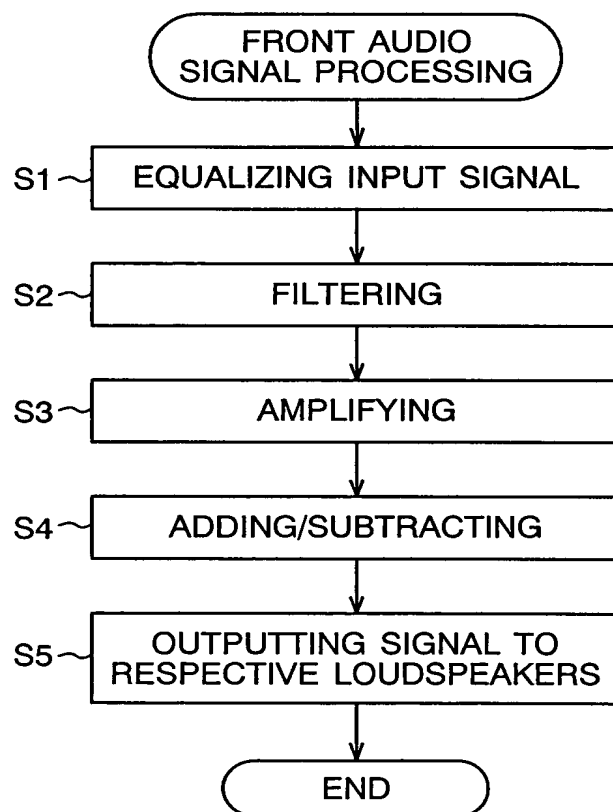 FRONT AUDIO
SIGNAL PROCESSING
S1 EQUALIZING INPUT SIGNAL
S2 FILTERING
S3 AMPLIFYING
S4 ADDING/SUBTRACTING
S5 OUTPUTTING SIGNAL TO
RESPECTIVE LOUDSPEAKERS
END